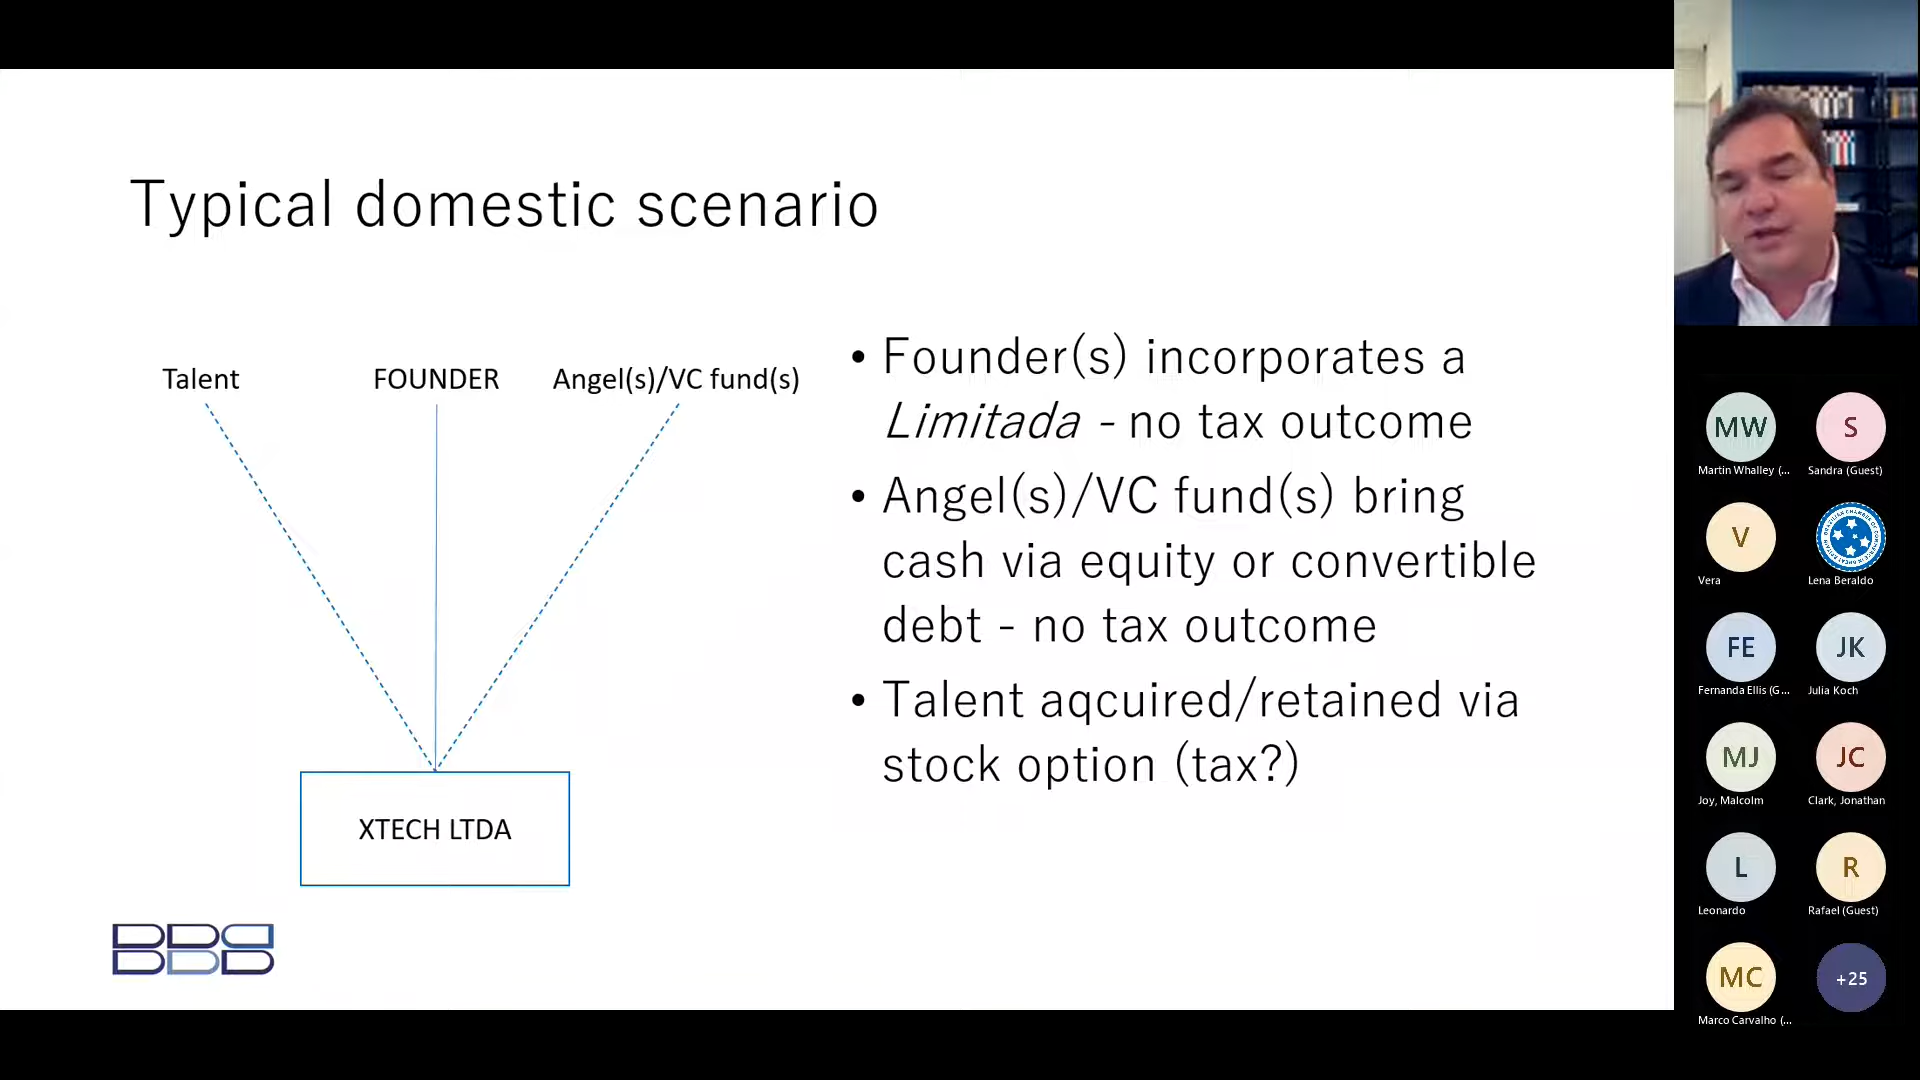 Typical domestic scenario
Talent
FOUNDER
Angel(s)/VC fund(s)
XTECH LTDA
• Founder(s) incorporates a
Limitada - no tax outcome
• Angel(s)/VC fund(s) bring
cash via equity or convertible
debt - no tax outcome
• Talent aqcuired/retained via
stock option (tax?)
MW
Martin Whalley (...
S
Sandra (Guest)
V
Vera
Lena Beraldo
FE
Fernanda Ellis (G...
JK
Julia Koch
MJ
Joy, Malcolm
JC
Clark, Jonathan
L
Leonardo
R
Rafael (Guest)
MC
Marco Carvalho (...
+25